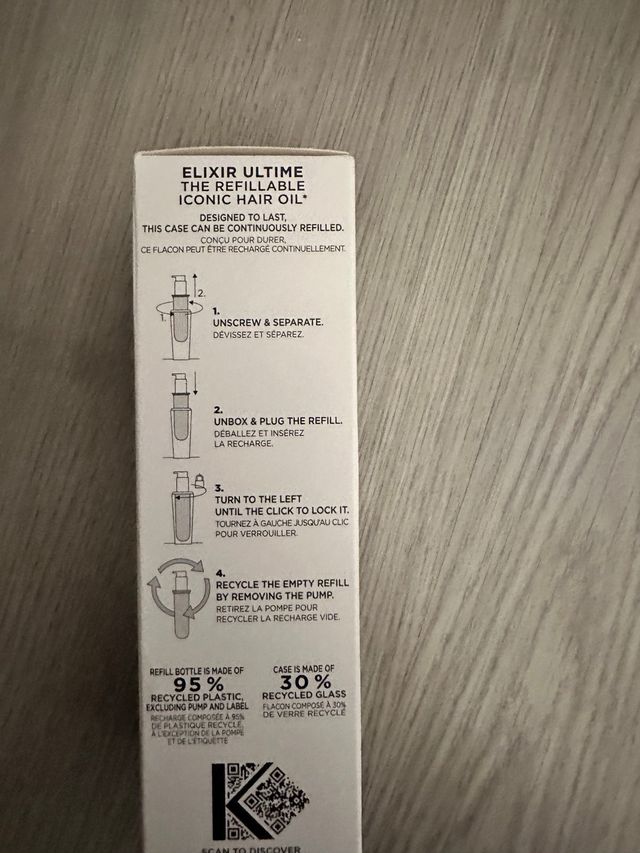 ELIXIR ULTIME
THE REFILLABLE
ICONIC HAIR OIL*
DESIGNED TO LAST,
THIS CASE CAN BE CONTINUOUSLY REFILLED.
CONÇU POUR DURER,
CE FLACON PEUT ÊTRE RECHARGÉ CONTINUELLEMENT.
2.
1.
1.
UNSCREW & SEPARATE.
DÉVISSEZ ET SÉPAREZ.
2.
UNBOX & PLUG THE REFILL.
DÉBALLEZ ET INSÉREZ
LA RECHARGE.
3.
TURN TO THE LEFT
UNTIL THE CLICK TO LOCK IT.
TOURNEZ À GAUCHE JUSQU'AU CLIC
POUR VERROUILLER.
4.
RECYCLE THE EMPTY REFILL
BY REMOVING THE PUMP.
RETIREZ LA POMPE POUR
RECYCLER LA RECHARGE VIDE.
REFILL BOTTLE IS MADE OF
95%
RECYCLED PLASTIC,
EXCLUDING PUMP AND LABEL
RECHARGE COMPOSÉE À 95%
DE PLASTIQUE RECYCLÉ,
À L'EXCEPTION DE LA POMPE
ET DE L'ÉTIQUETTE
CASE IS MADE OF
30%
RECYCLED GLASS
FLACON COMPOSÉ À 30%
DE VERRE RECYCLÉ
K
SCAN TO DISCOVER